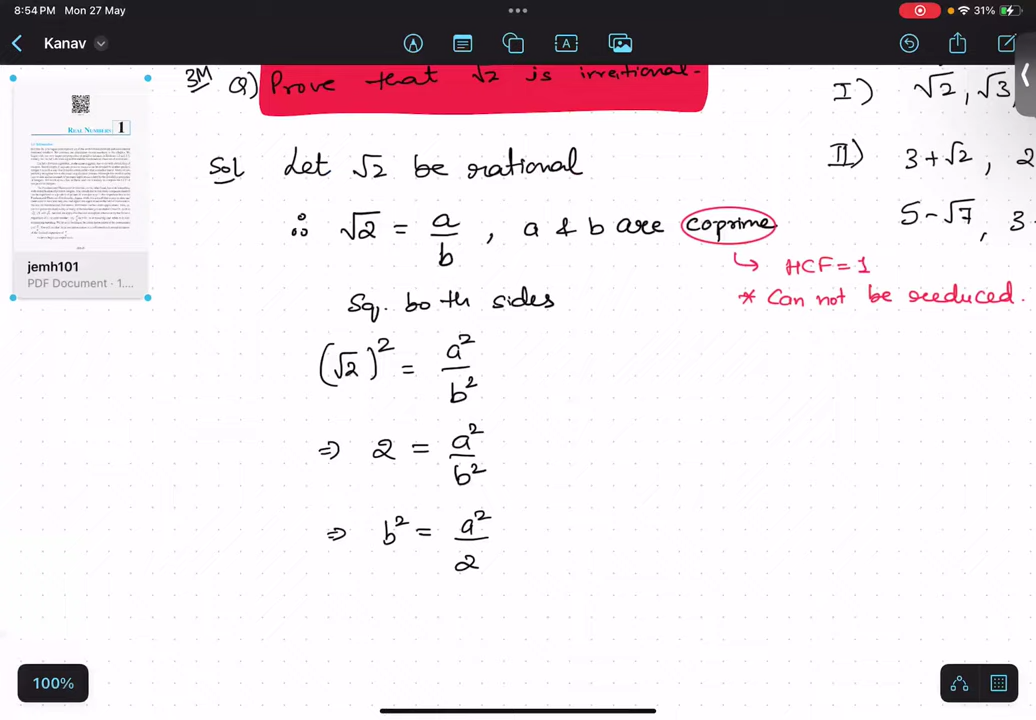 8:54 PM Mon 27 May
31%
Kanav
A
3M Q) Prove that √2 is irrational.
REAL NUMBERS 1
jemh101
PDF Document · 1....
Sol Let √2 be rational
∴ √2 = a/b, a & b are coprime
↳ HCF = 1
* Can not be reeduced.
Sq. both sides
(√2)² = a²/b²
⇒ 2 = a²/b²
⇒ b² = a²/2
I) √2, √3,
II) 3 + √2, 2
5 - √7, 3
100%